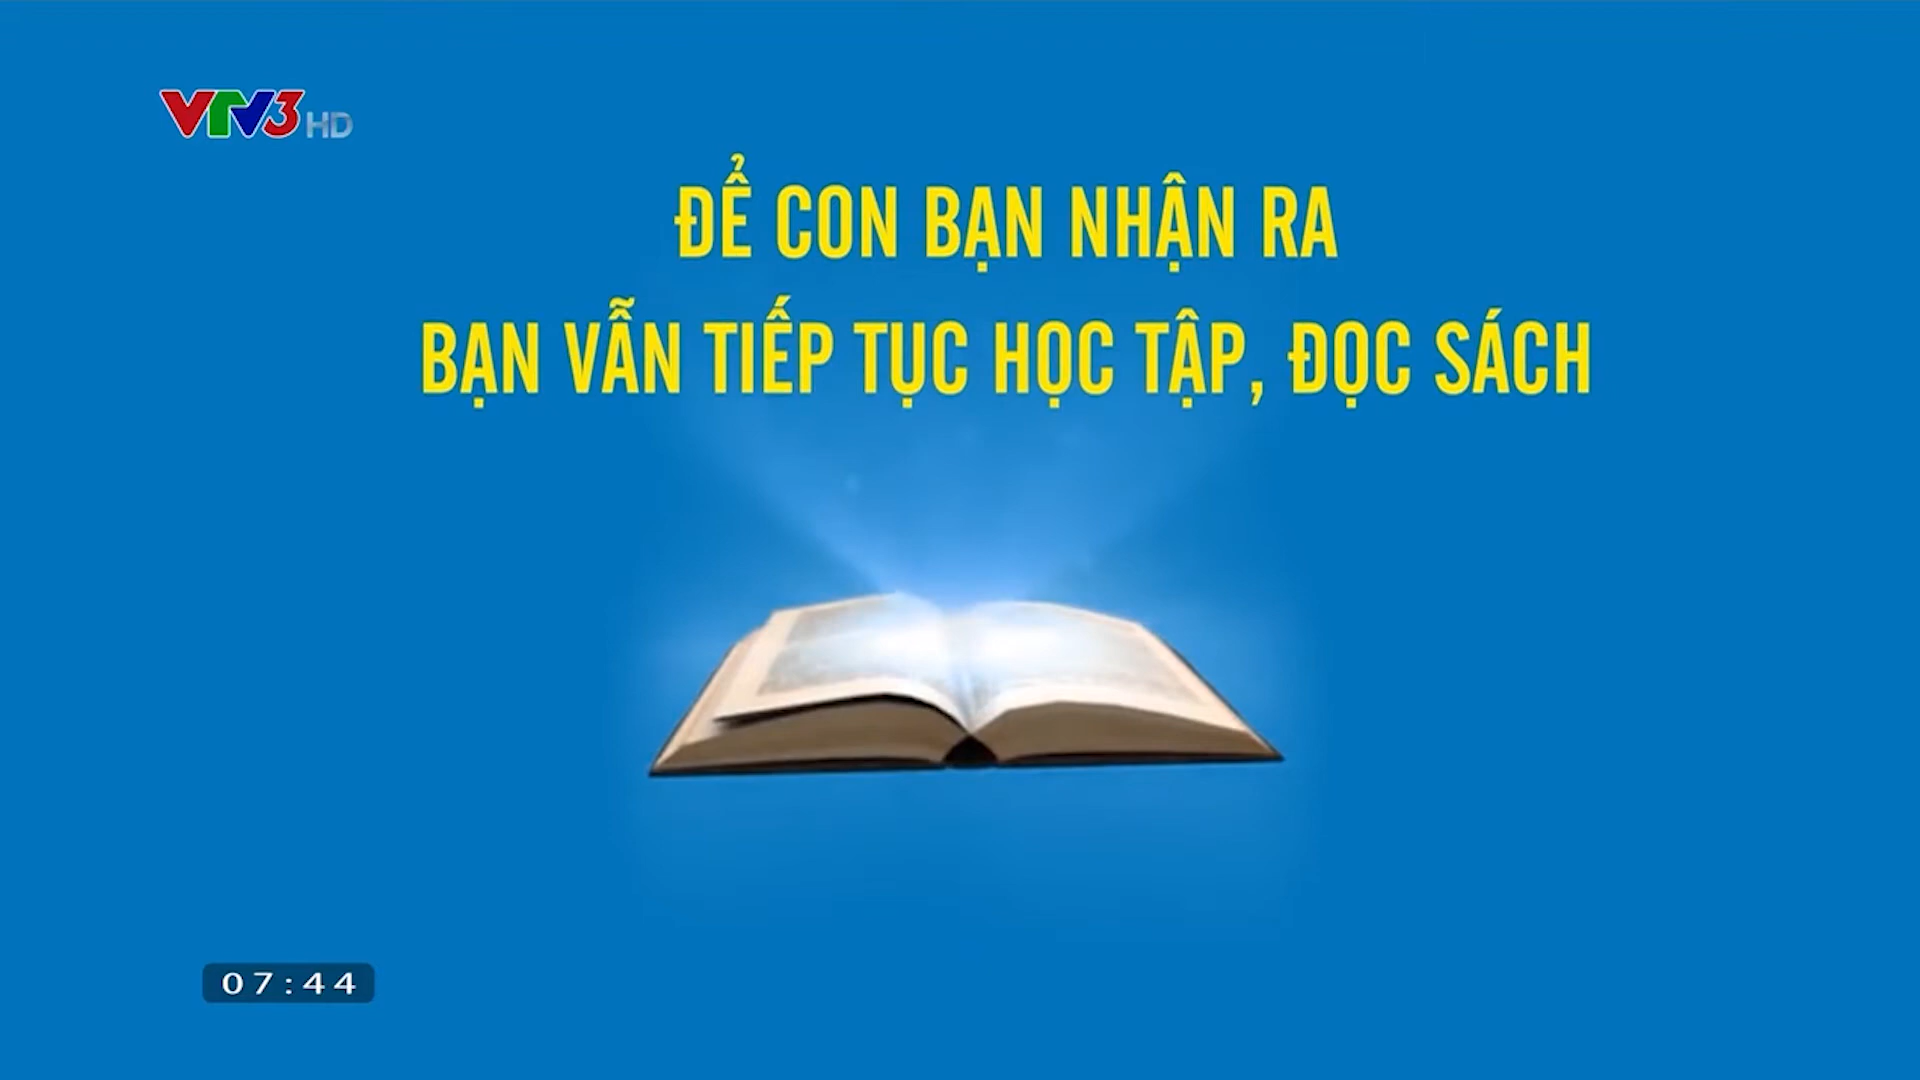 VTV3 HD
ĐỂ CON BẠN NHẬN RA
BẠN VẪN TIẾP TỤC HỌC TẬP, ĐỌC SÁCH
07:44